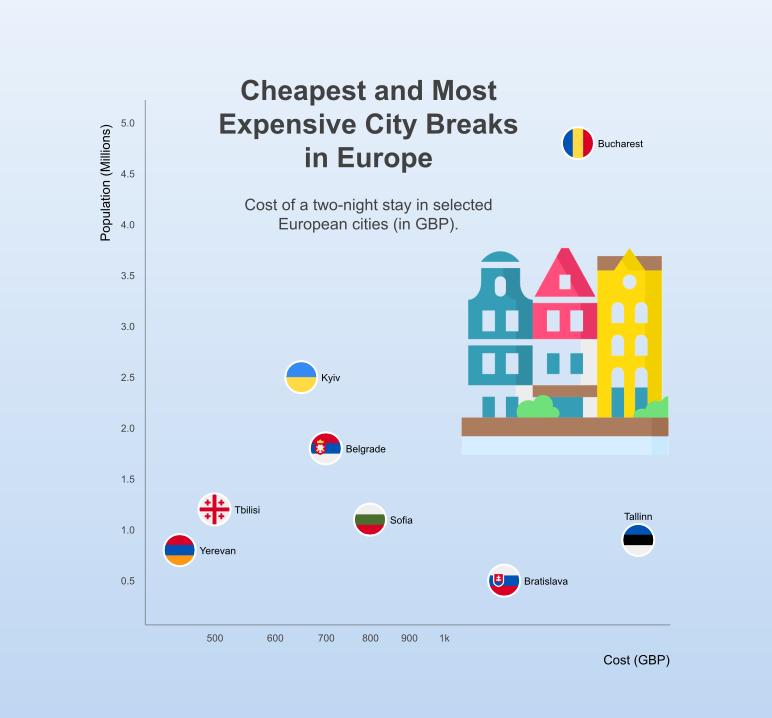 Cheapest and Most
Expensive City Breaks
in Europe
Cost of a two-night stay in selected
European cities (in GBP).
Population (Millions)
5.0
4.5
4.0
3.5
3.0
2.5
2.0
1.5
1.0
0.5
Bucharest
Kyiv
Belgrade
Tbilisi
Sofia
Tallinn
Yerevan
Bratislava
500 600 700 800 900 1k
Cost (GBP)